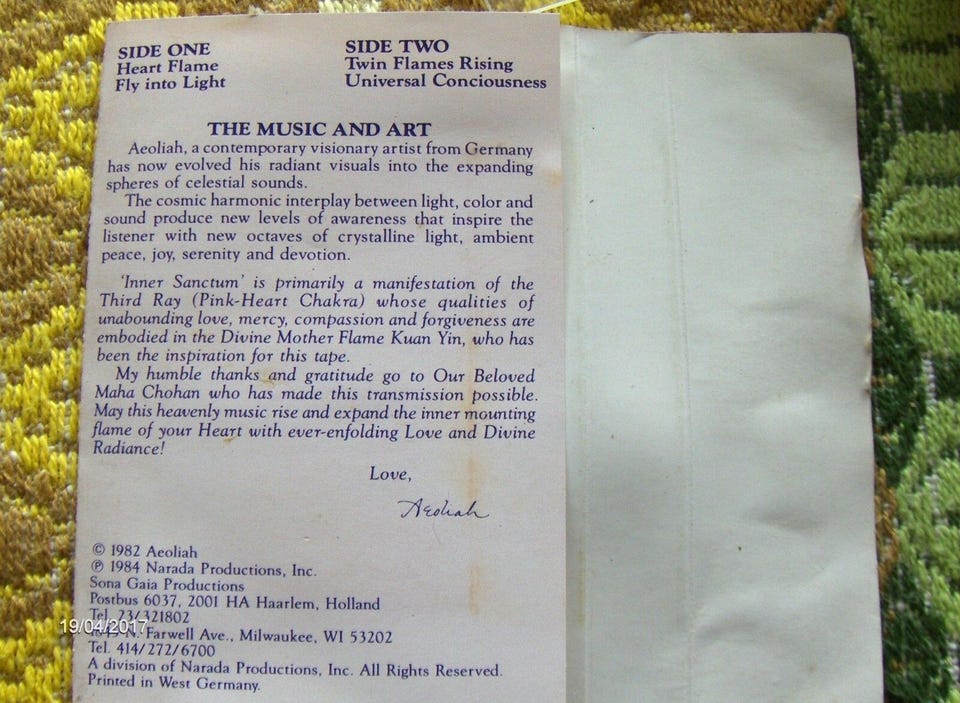 SIDE ONE
Heart Flame
Fly into Light
SIDE TWO
Twin Flames Rising
Universal Conciousness
THE MUSIC AND ART
Aeoliah, a contemporary visionary artist from Germany
has now evolved his radiant visuals into the expanding
spheres of celestial sounds.
The cosmic harmonic interplay between light, color and
sound produce new levels of awareness that inspire the
listener with new octaves of crystalline light, ambient
peace, joy, serenity and devotion.
'Inner Sanctum' is primarily a manifestation of the
Third Ray (Pink-Heart Chakra) whose qualities of
unabounding love, mercy, compassion and forgiveness are
embodied in the Divine Mother Flame Kuan Yin, who has
been the inspiration for this tape.
My humble thanks and gratitude go to Our Beloved
Maha Chohan who has made this transmission possible.
May this heavenly music rise and expand the inner mounting
flame of your Heart with ever-enfolding Love and Divine
Radiance!
Love,
Aeoliah
© 1982 Aeoliah
℗ 1984 Narada Productions, Inc.
Sona Gaia Productions
Postbus 6037, 2001 HA Haarlem, Holland
Tel. 23/321802
19/04/2017
N. Farwell Ave., Milwaukee, WI 53202
Tel. 414/272/6700
A division of Narada Productions, Inc. All Rights Reserved.
Printed in West Germany.